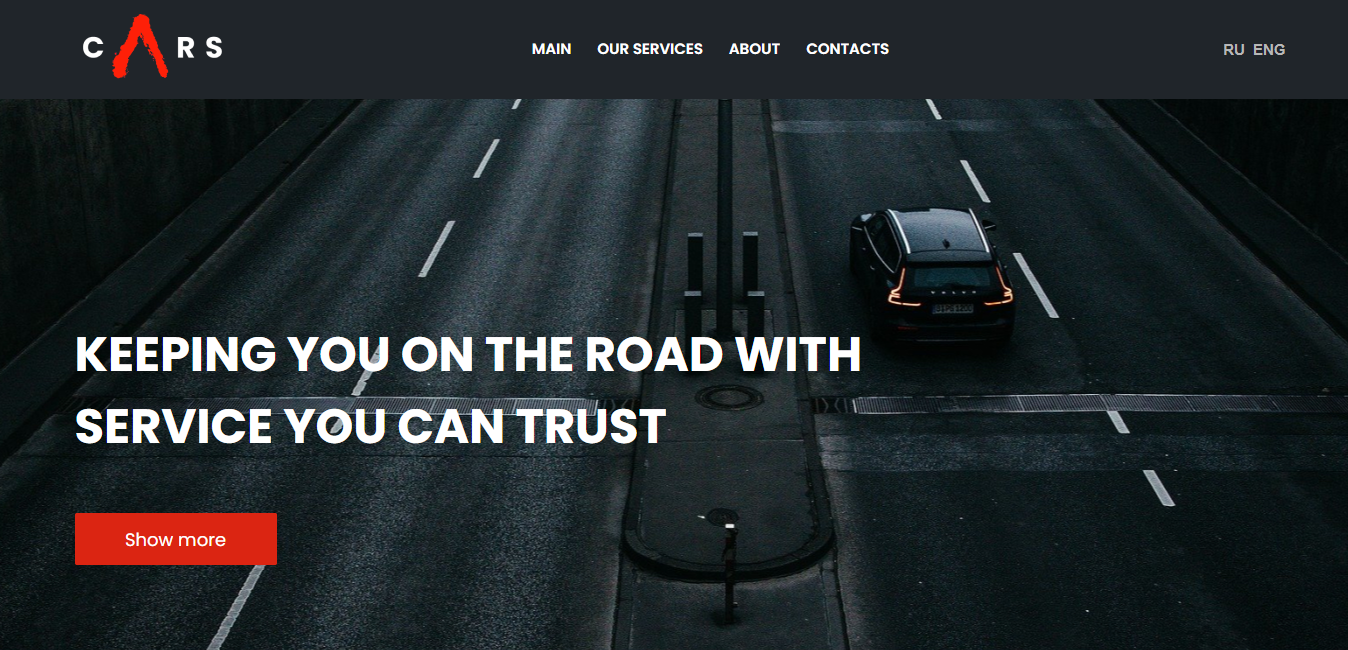 CARS
MAIN OUR SERVICES ABOUT CONTACTS
RU ENG
VOLVO
KEEPING YOU ON THE ROAD WITH
SERVICE YOU CAN TRUST
Show more